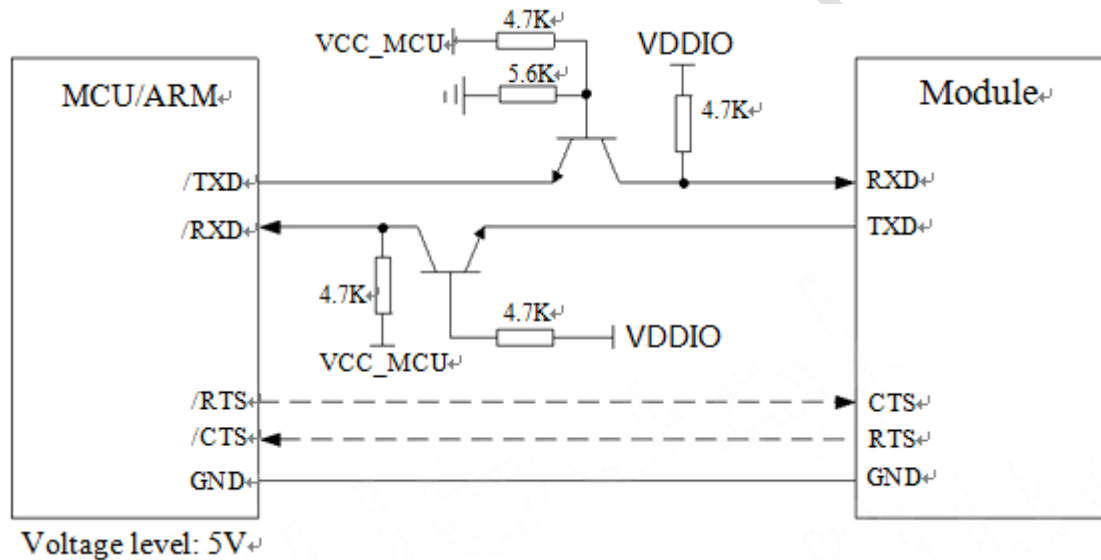 4.7K↵
VCC_MCU
VDDIO
5.6K↵
MCU/ARM↵
Module↵
4.7K↵
/TXD↵
RXD↵
/RXD↵
TXD↵
4.7K↵
4.7K↵
VDDIO
VCC_MCU↵
/RTS↵
CTS↵
/CTS↵
RTS↵
GND↵
GND↵
Voltage level: 5V↵